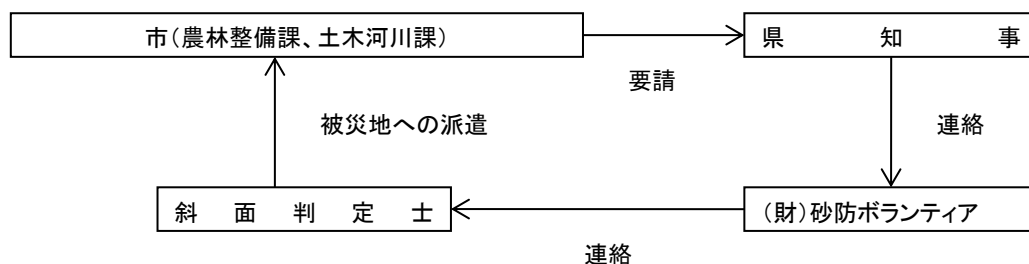 市（農林整備課、土木河川課）
県知事
要請
被災地への派遣
連絡
斜面判定士
（財）砂防ボランティア
連絡